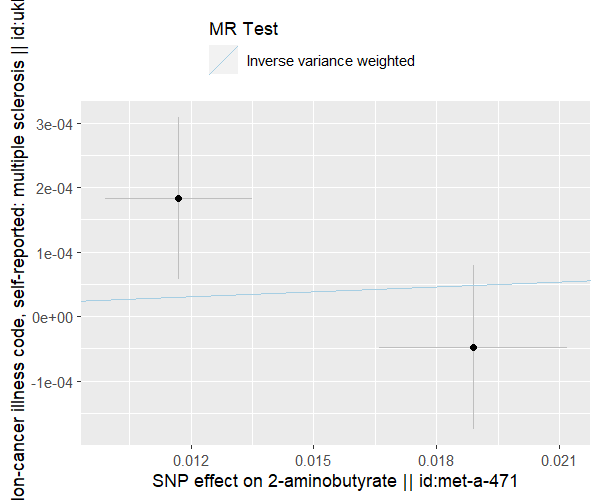 MR Test
Inverse variance weighted
lon-cancer illness code, self-reported: multiple sclerosis || id:ukl
3e-04
2e-04
1e-04
0e+00
-1e-04
0.012 0.015 0.018 0.021
SNP effect on 2-aminobutyrate || id:met-a-471